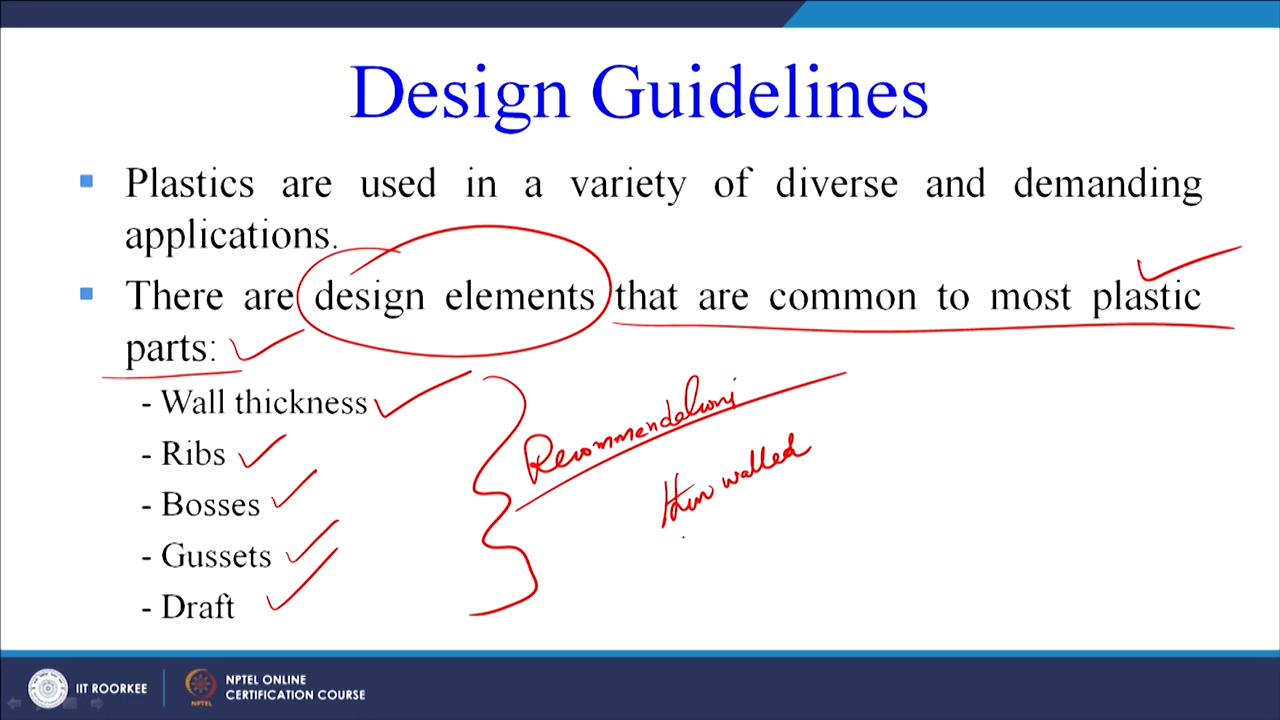 Design Guidelines
▪ Plastics are used in a variety of diverse and demanding
applications.
▪ There are design elements that are common to most plastic
parts:
- Wall thickness
- Ribs
- Bosses
- Gussets
- Draft
Recommendations
thin walled
IIT ROORKEE
NPTEL ONLINE
CERTIFICATION COURSE
NPTEL